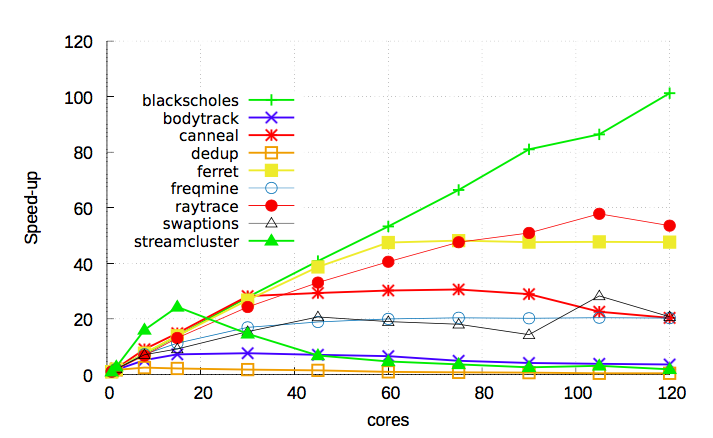 120
100
80
60
40
20
0
Speed-up
blackscholes
bodytrack
canneal
dedup
ferret
freqmine
raytrace
swaptions
streamcluster
0 20 40 60 80 100 120
cores